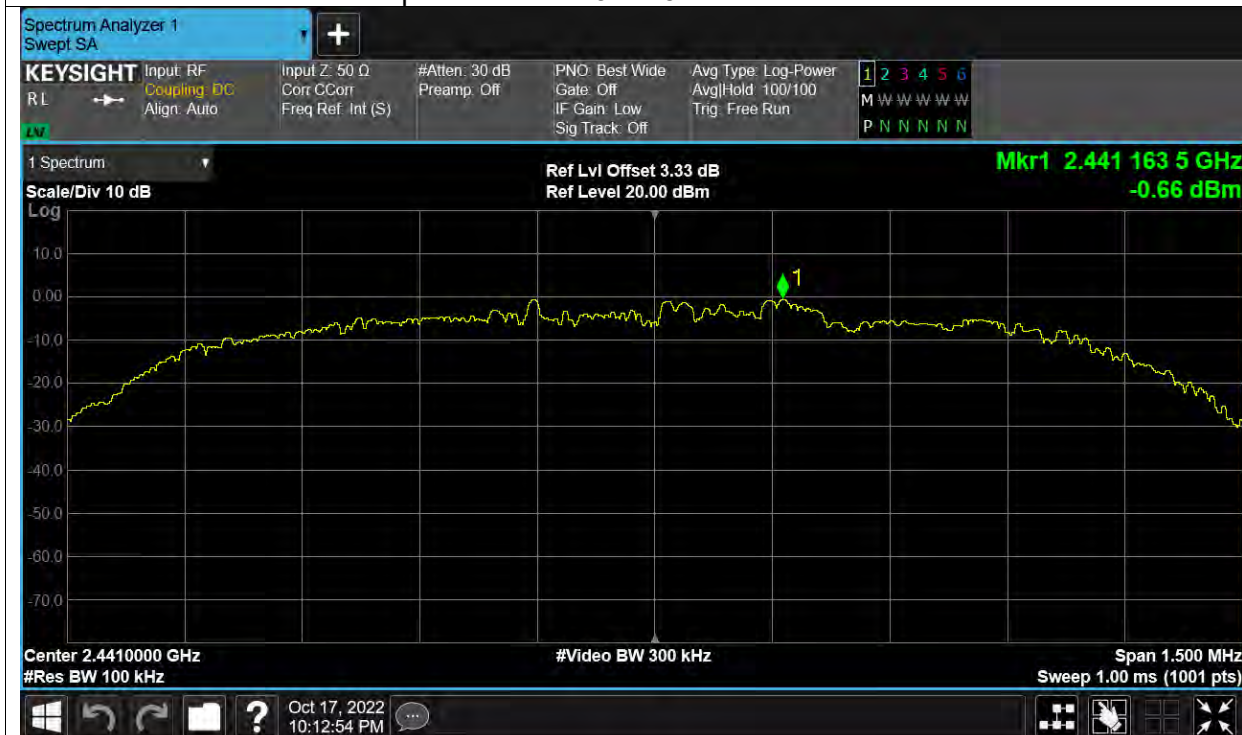 Spectrum Analyzer 1
Swept SA
+
KEYSIGHT Input: RF Input Z: 50 Ω #Atten: 30 dB PNO: Best Wide Avg Type: Log-Power 1 2 3 4 5 6
RL Coupling: DC Corr CCorr Preamp: Off Gate: Off Avg|Hold: 100/100 M W W W W W W
Align: Auto Freq Ref: Int (S) IF Gain: Low Trig: Free Run
LXI Sig Track: Off P N N N N N N
1 Spectrum Ref Lvl Offset 3.33 dB Mkr1 2.441 163 5 GHz
Scale/Div 10 dB Ref Level 20.00 dBm -0.66 dBm
Log
10.0
1
0.00
-10.0
-20.0
-30.0
-40.0
-50.0
-60.0
-70.0
Center 2.4410000 GHz #Video BW 300 kHz Span 1.500 MHz
#Res BW 100 kHz Sweep 1.00 ms (1001 pts)
? Oct 17, 2022
10:12:54 PM